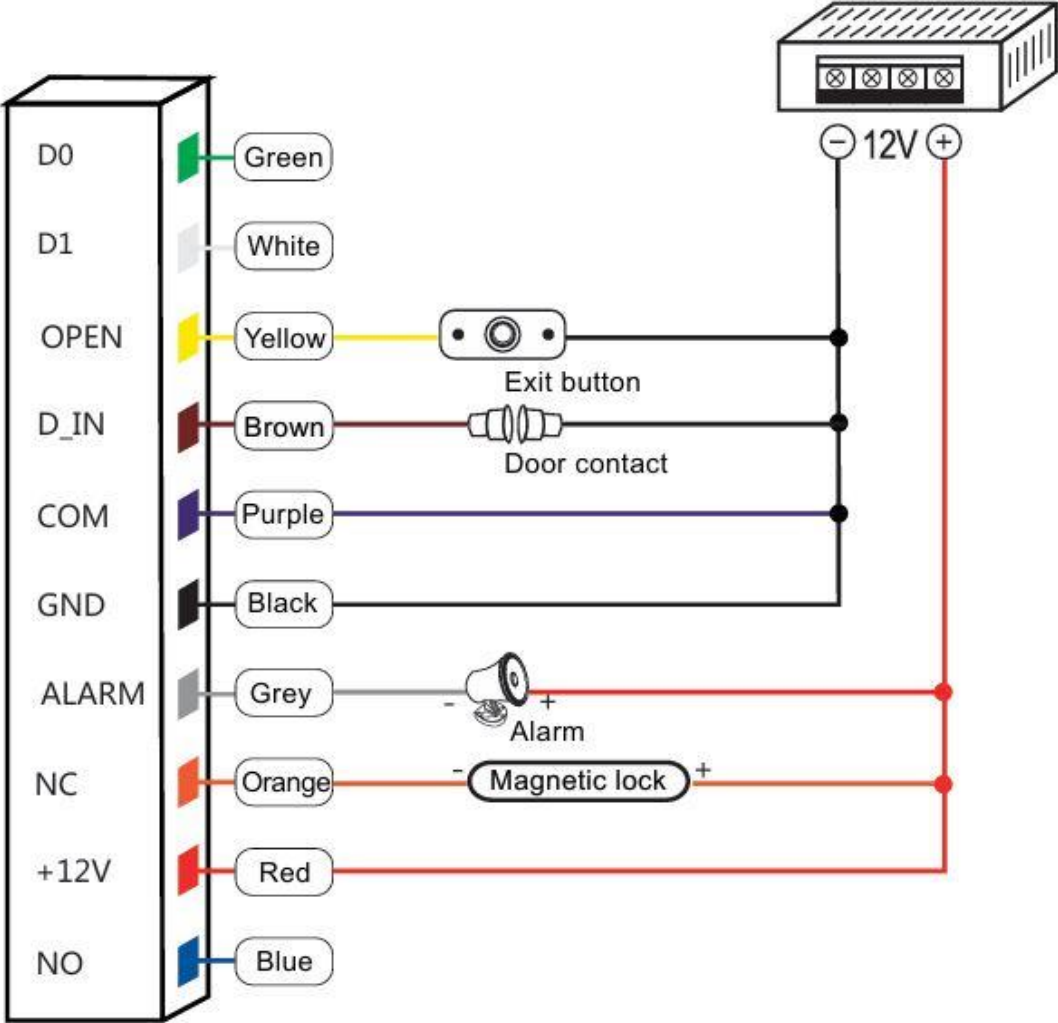 − 12V +
D0 Green
D1 White
OPEN Yellow
Exit button
D_IN Brown
Door contact
COM Purple
GND Black
ALARM Grey - +
Alarm
NC Orange - Magnetic lock +
+12V Red
NO Blue